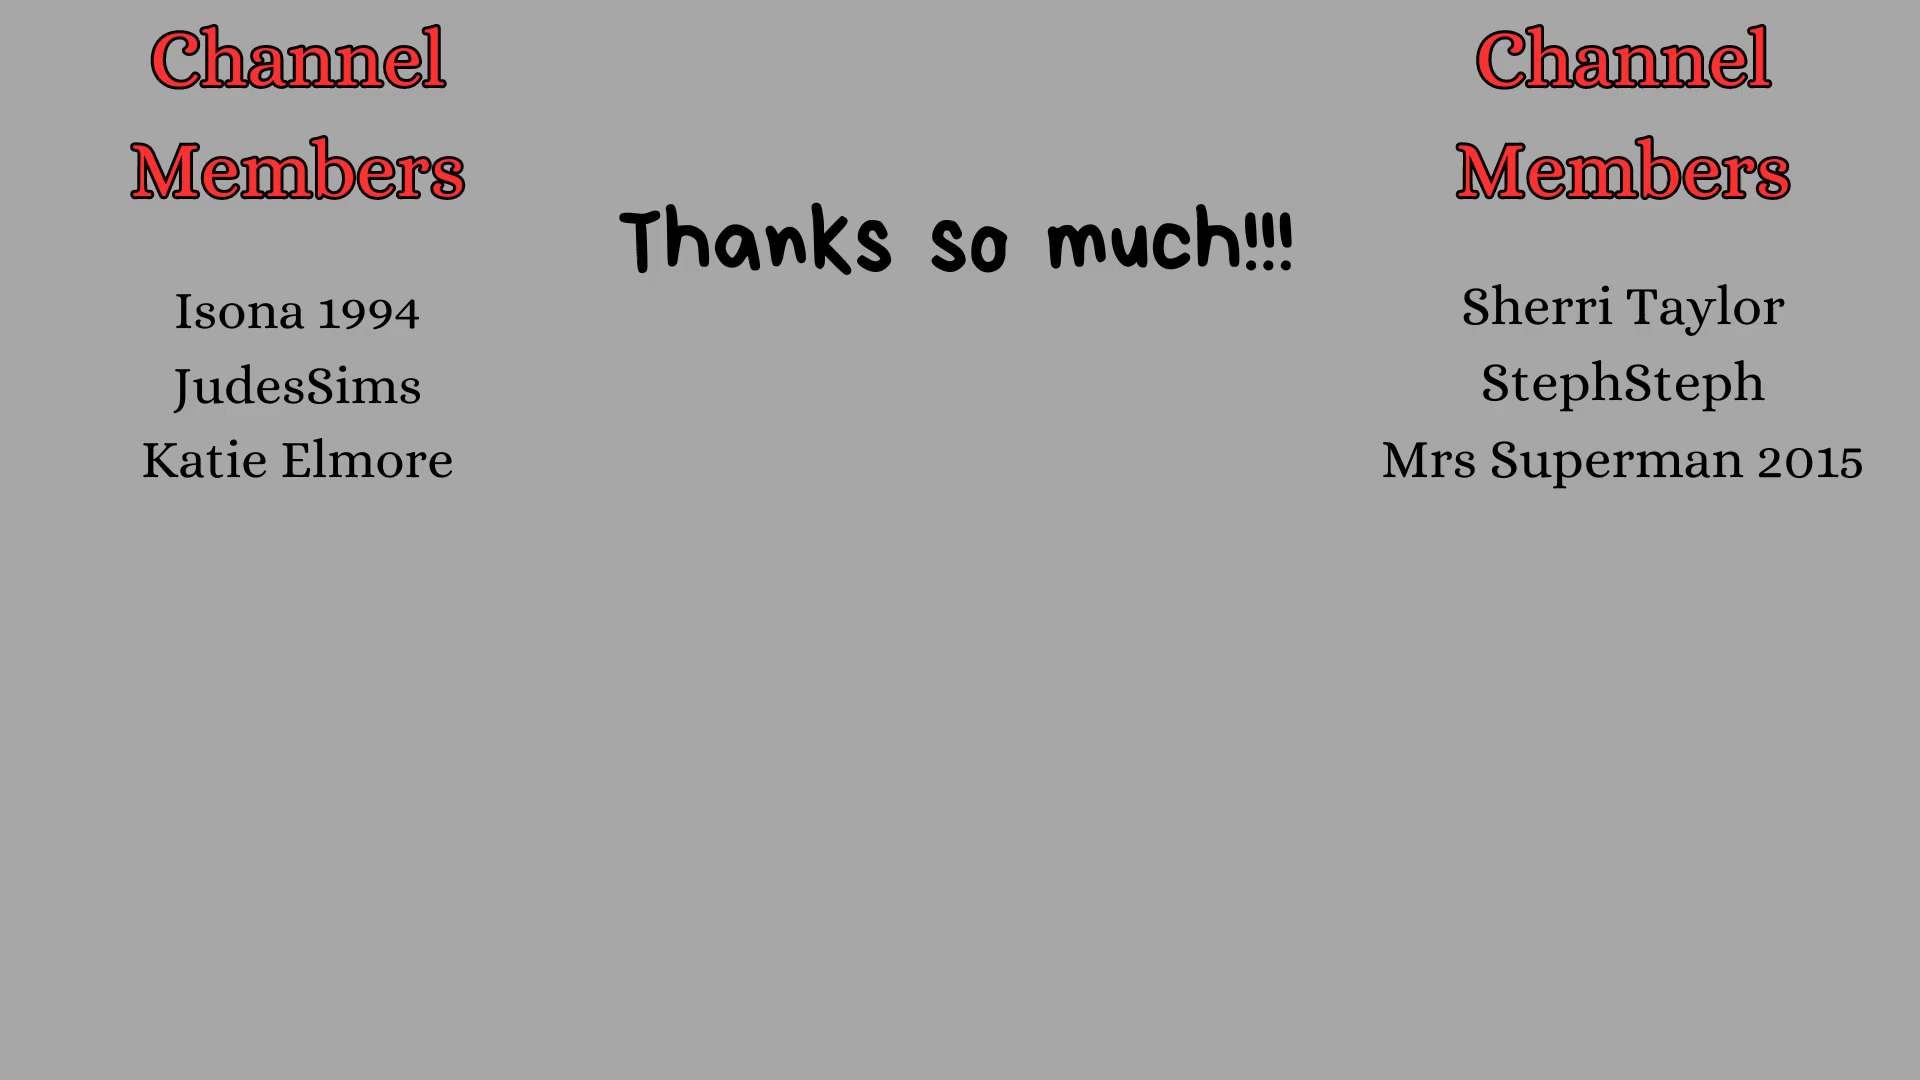 Channel
Members
Isona 1994
JudesSims
Katie Elmore
Thanks so much!!!
Channel
Members
Sherri Taylor
StephSteph
Mrs Superman 2015